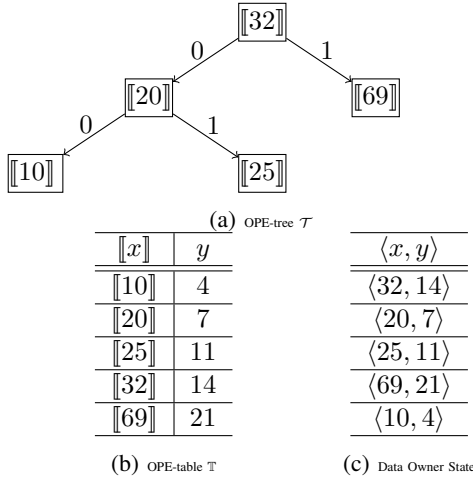 ⟦32⟧
0 1
⟦20⟧ ⟦69⟧
0 1
⟦10⟧ ⟦25⟧
(a) OPE-tree 𝒯
⟦x⟧ y ⟨x, y⟩
⟦10⟧ 4 ⟨32, 14⟩
⟦20⟧ 7 ⟨20, 7⟩
⟦25⟧ 11 ⟨25, 11⟩
⟦32⟧ 14 ⟨69, 21⟩
⟦69⟧ 21 ⟨10, 4⟩
(b) OPE-table 𝕋 (c) Data Owner State